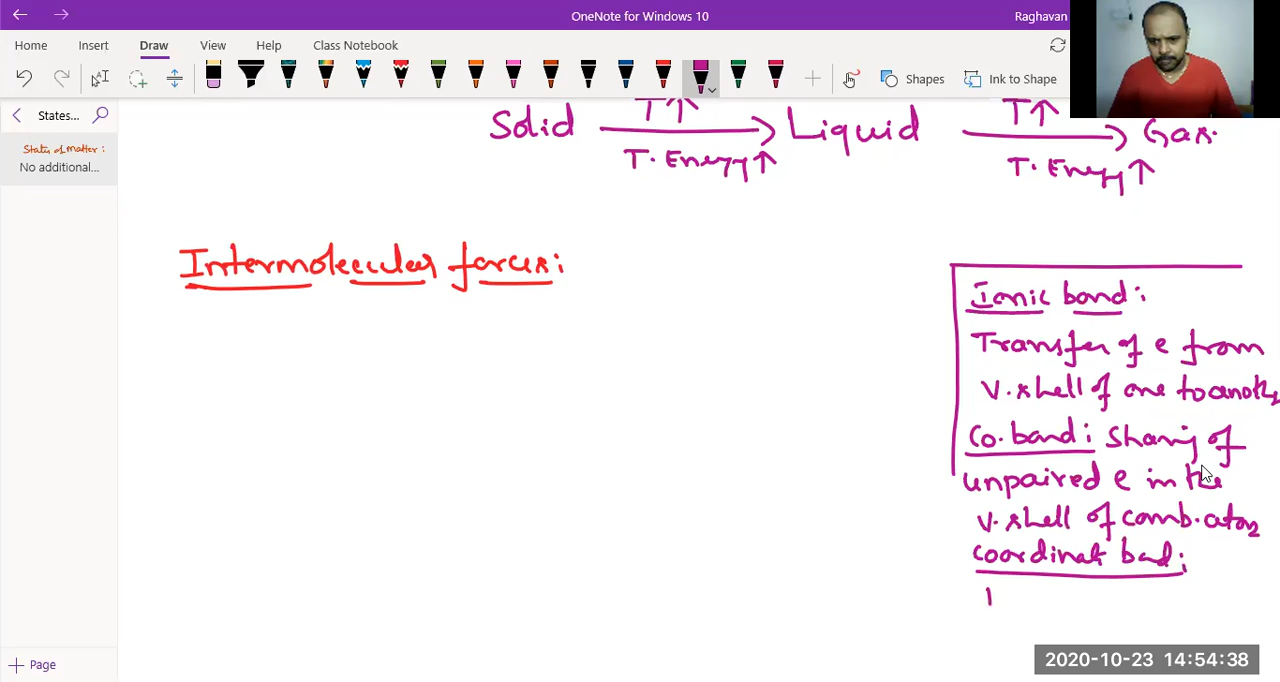 OneNote for Windows 10
Raghavan
Home Insert Draw View Help Class Notebook
Shapes
Ink to Shape
States...
States of matter:
No additional...
T↑
T↑
Solid → Liquid → Gas.
T. Energy ↑
T. Energy ↑
Intermolecular forces:
Ionic bond:
Transfer of e from
V. shell of one to another
Co. bond: Sharing of
unpaired e in the
V. shell of comb. atoms
Coordinate bond:
Page
2020-10-23 14:54:38